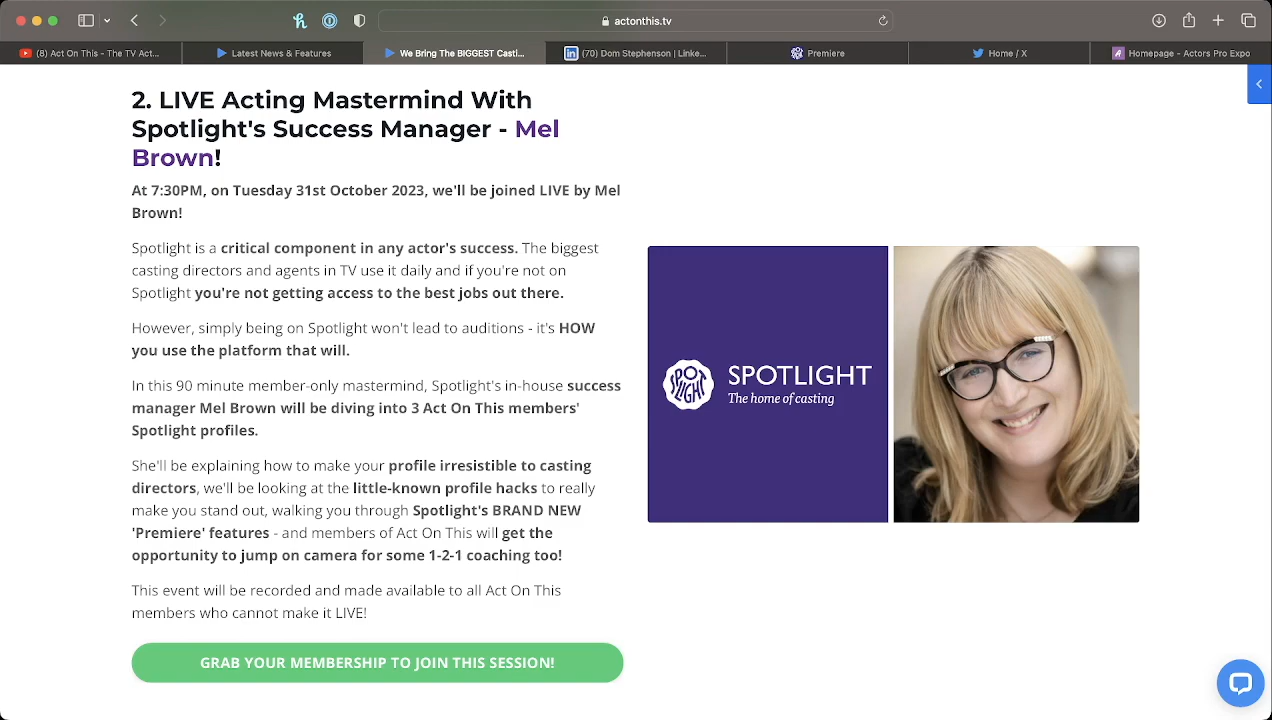 actonthis.tv
(8) Act On This - The TV Act...
Latest News & Features
We Bring The BIGGEST Casti...
(70) Dom Stephenson | Linke...
Premiere
Home / X
Homepage - Actors Pro Expo
2. LIVE Acting Mastermind With
Spotlight's Success Manager - Mel
Brown!
At 7:30PM, on Tuesday 31st October 2023, we'll be joined LIVE by Mel
Brown!
Spotlight is a critical component in any actor's success. The biggest
casting directors and agents in TV use it daily and if you're not on
Spotlight you're not getting access to the best jobs out there.
However, simply being on Spotlight won't lead to auditions - it's HOW
you use the platform that will.
In this 90 minute member-only mastermind, Spotlight's in-house success
manager Mel Brown will be diving into 3 Act On This members'
Spotlight profiles.
She'll be explaining how to make your profile irresistible to casting
directors, we'll be looking at the little-known profile hacks to really
make you stand out, walking you through Spotlight's BRAND NEW
'Premiere' features - and members of Act On This will get the
opportunity to jump on camera for some 1-2-1 coaching too!
This event will be recorded and made available to all Act On This
members who cannot make it LIVE!
GRAB YOUR MEMBERSHIP TO JOIN THIS SESSION!
SPOTLIGHT
SPOTLIGHT
The home of casting